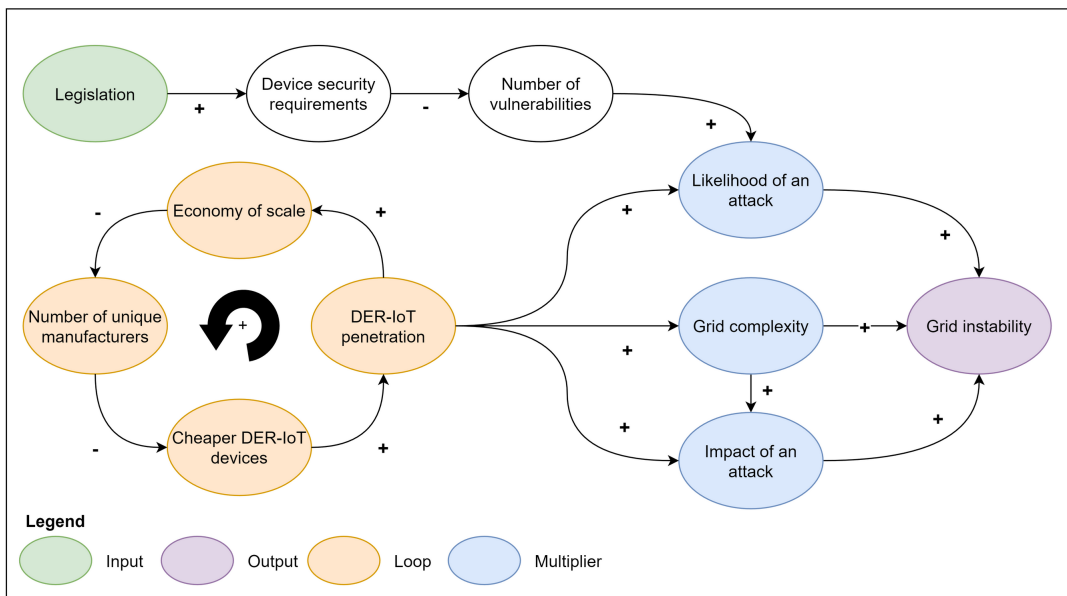 Legislation
+
Device security
requirements
-
Number of
vulnerabilities
+
Likelihood of an
attack
Economy of scale
+
-
+
+
Number of unique
manufacturers
+
DER-IoT
penetration
Grid complexity
+
Grid instability
+
+
-
Cheaper DER-IoT
devices
+
+
Impact of an
attack
+
Legend
Input
Output
Loop
Multiplier